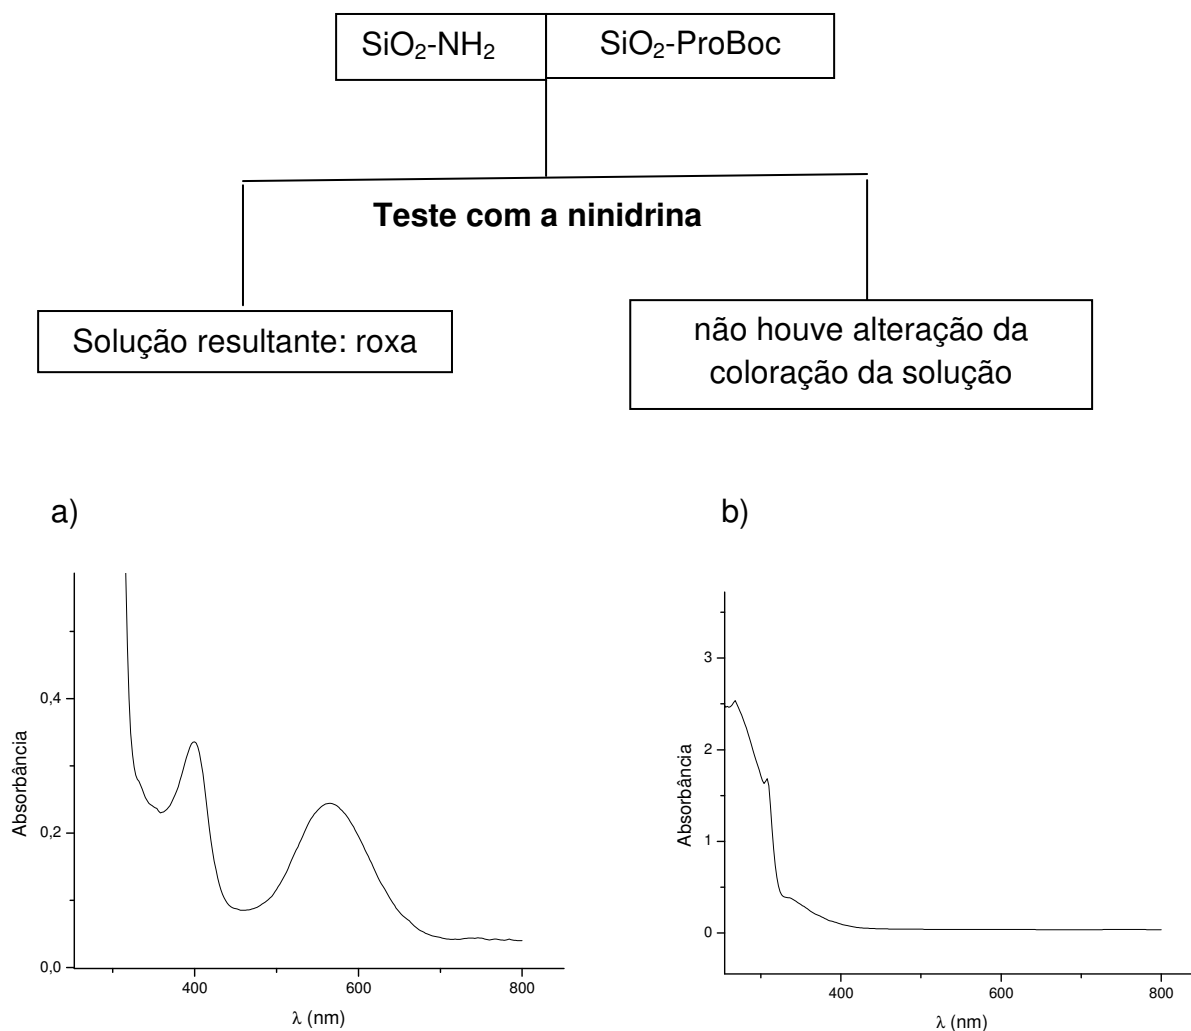 SiO₂-NH₂
SiO₂-ProBoc
Teste com a ninidrina
Solução resultante: roxa
não houve alteração da
coloração da solução
a)
b)
0,4
0,2
0,0
Absorbância
400
600
800
λ (nm)
3
2
1
0
Absorbância
400
600
800
λ (nm)